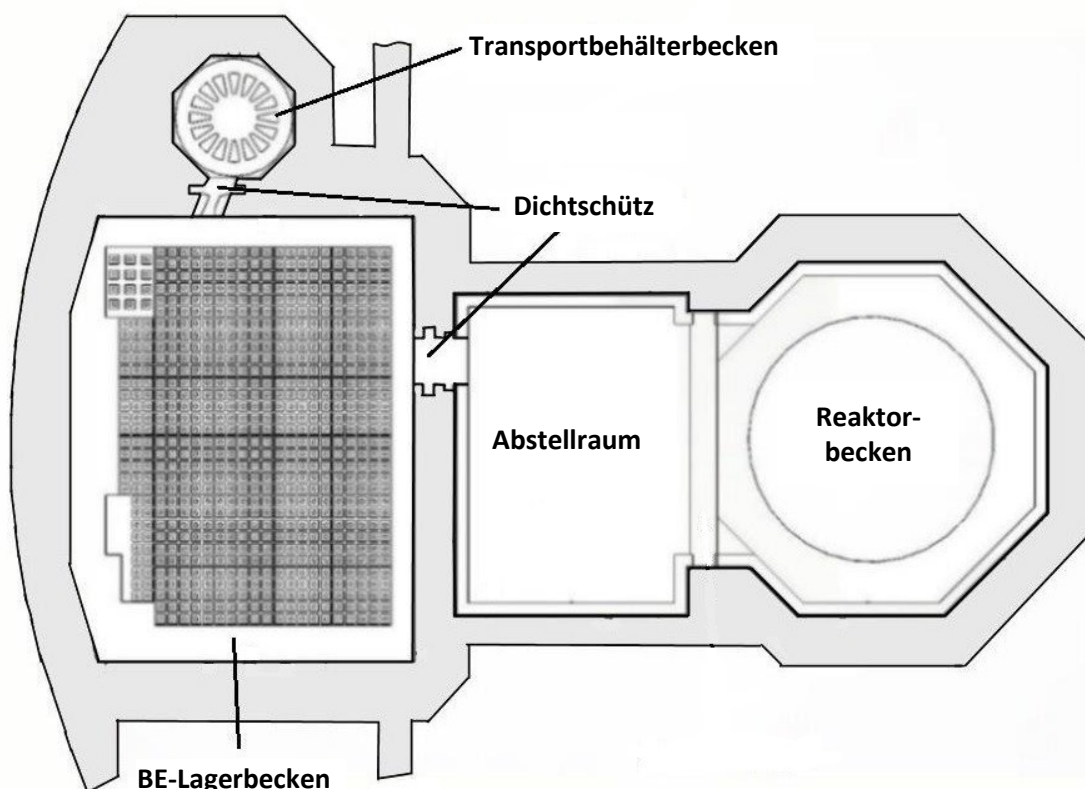 Transportbehälterbecken
Dichtschütz
Abstellraum
Reaktor-
becken
BE-Lagerbecken